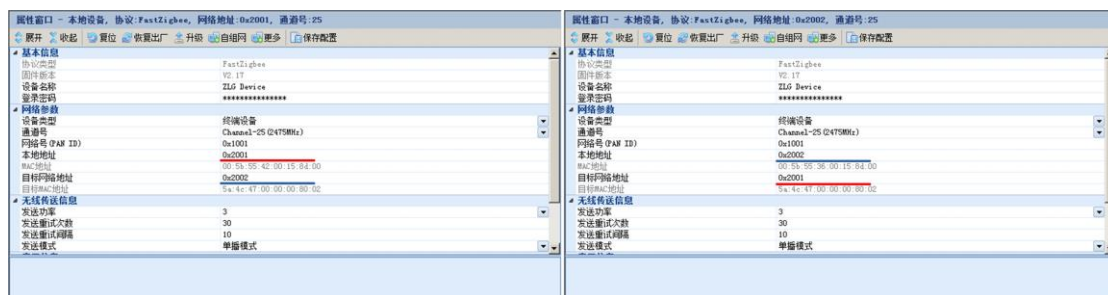 属性窗口 - 本地设备, 协议:FastZigbee, 网络地址:0x2001, 通道号:25
展开 收起 复位 恢复出厂 升级 自组网 更多 保存配置
基本信息
协议类型 FastZigbee
固件版本 V2.17
设备名称 ZLG Device
登录密码 ***************
网络参数
设备类型 终端设备
通道号 Channel-25(2475MHz)
网络号(PAN ID) 0x1001
本地地址 0x2001
MAC地址 00:5b:55:42:00:15:8d:00
目标网络地址 0x2002
目标MAC地址 5a:4c:47:00:00:00:80:02
无线传送信息
发送功率 3
发送重试次数 30
发送重试间隔 10
发送模式 单播模式
属性窗口 - 本地设备, 协议:FastZigbee, 网络地址:0x2002, 通道号:25
展开 收起 复位 恢复出厂 升级 自组网 更多 保存配置
基本信息
协议类型 FastZigbee
固件版本 V2.17
设备名称 ZLG Device
登录密码 ***************
网络参数
设备类型 终端设备
通道号 Channel-25(2475MHz)
网络号(PAN ID) 0x1001
本地地址 0x2002
MAC地址 00:5b:55:36:00:15:8d:00
目标网络地址 0x2001
目标MAC地址 5a:4c:47:00:00:00:80:02
无线传送信息
发送功率 3
发送重试次数 30
发送重试间隔 10
发送模式 单播模式